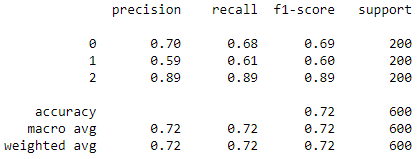 precision recall f1-score support
0 0.70 0.68 0.69 200
1 0.59 0.61 0.60 200
2 0.89 0.89 0.89 200
accuracy 0.72 600
macro avg 0.72 0.72 0.72 600
weighted avg 0.72 0.72 0.72 600